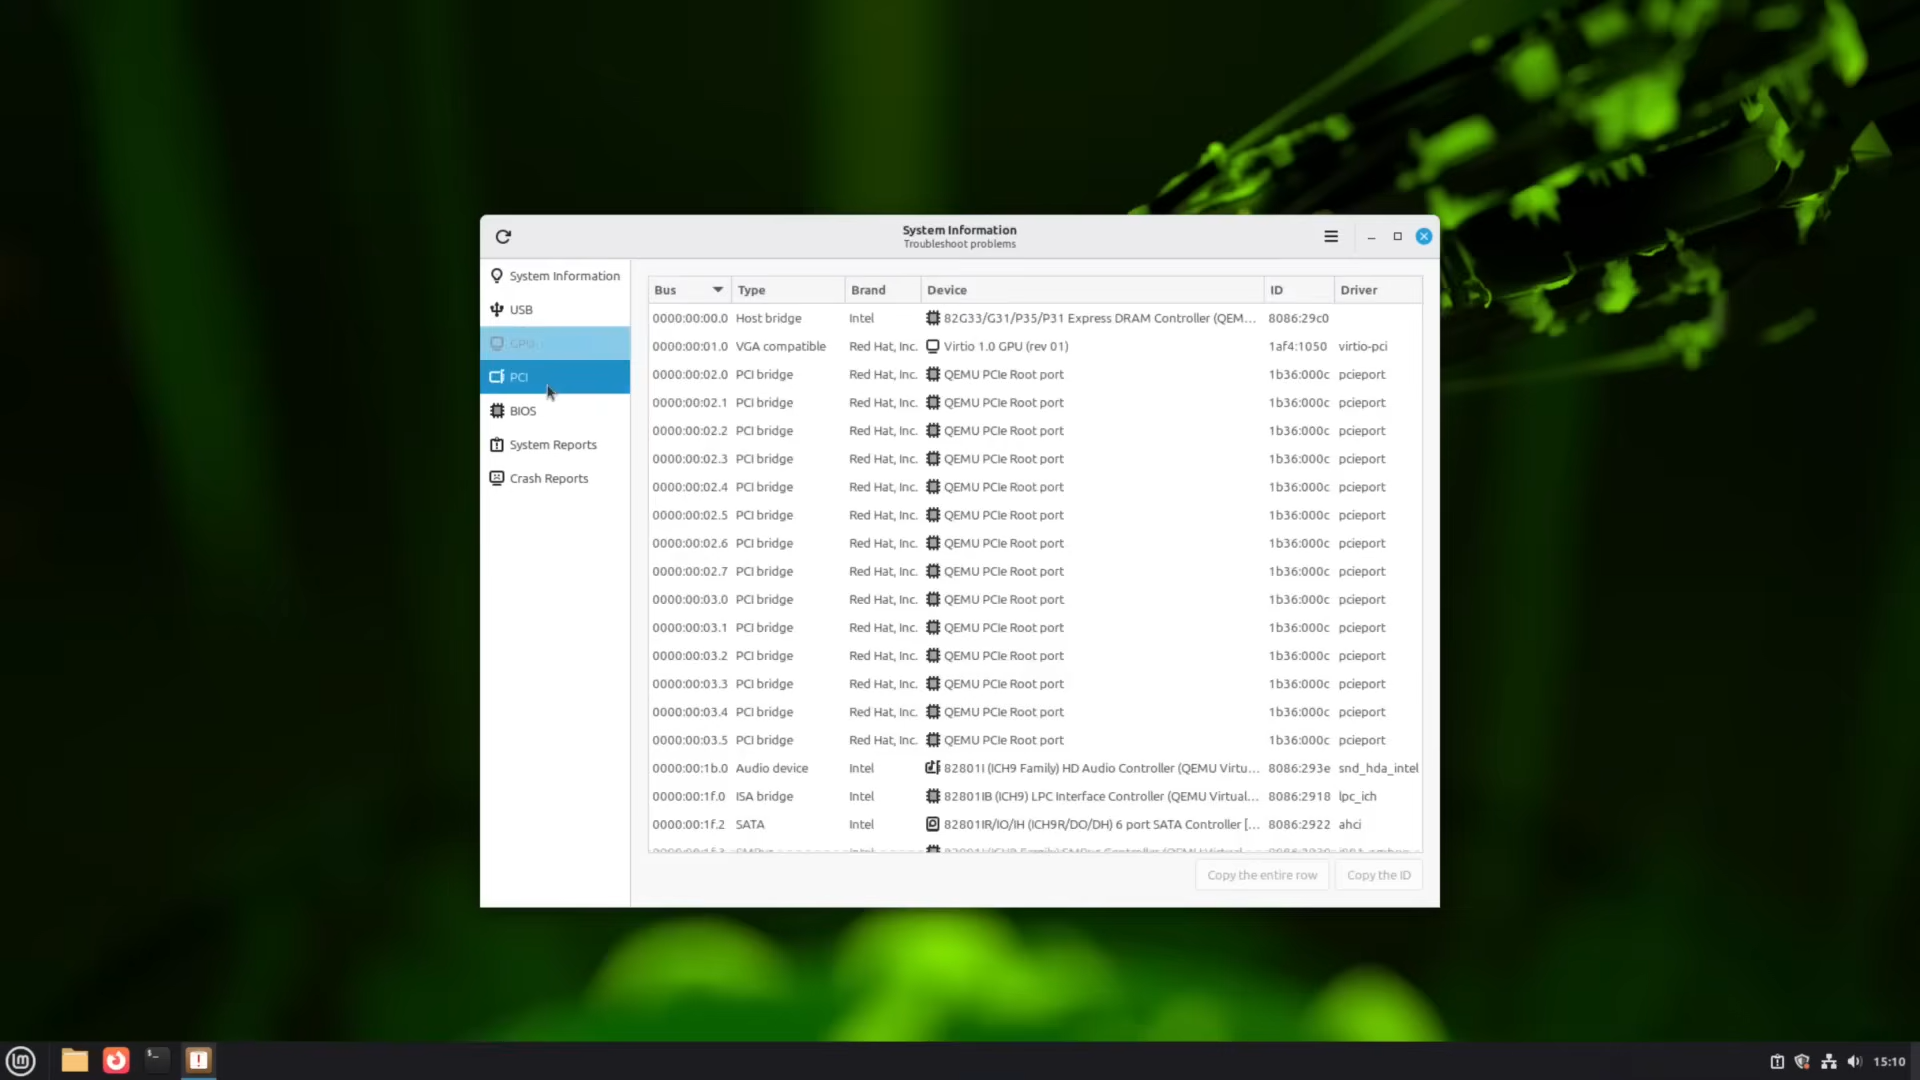 System Information
Troubleshoot problems
System Information
USB
GPU
PCI
BIOS
System Reports
Crash Reports
Bus Type Brand Device ID Driver
0000:00:00.0 Host bridge Intel 82G33/G31/P35/P31 Express DRAM Controller (QEM... 8086:29c0
0000:00:01.0 VGA compatible Red Hat, Inc. Virtio 1.0 GPU (rev 01) 1af4:1050 virtio-pci
0000:00:02.0 PCI bridge Red Hat, Inc. QEMU PCIe Root port 1b36:000c pcieport
0000:00:02.1 PCI bridge Red Hat, Inc. QEMU PCIe Root port 1b36:000c pcieport
0000:00:02.2 PCI bridge Red Hat, Inc. QEMU PCIe Root port 1b36:000c pcieport
0000:00:02.3 PCI bridge Red Hat, Inc. QEMU PCIe Root port 1b36:000c pcieport
0000:00:02.4 PCI bridge Red Hat, Inc. QEMU PCIe Root port 1b36:000c pcieport
0000:00:02.5 PCI bridge Red Hat, Inc. QEMU PCIe Root port 1b36:000c pcieport
0000:00:02.6 PCI bridge Red Hat, Inc. QEMU PCIe Root port 1b36:000c pcieport
0000:00:02.7 PCI bridge Red Hat, Inc. QEMU PCIe Root port 1b36:000c pcieport
0000:00:03.0 PCI bridge Red Hat, Inc. QEMU PCIe Root port 1b36:000c pcieport
0000:00:03.1 PCI bridge Red Hat, Inc. QEMU PCIe Root port 1b36:000c pcieport
0000:00:03.2 PCI bridge Red Hat, Inc. QEMU PCIe Root port 1b36:000c pcieport
0000:00:03.3 PCI bridge Red Hat, Inc. QEMU PCIe Root port 1b36:000c pcieport
0000:00:03.4 PCI bridge Red Hat, Inc. QEMU PCIe Root port 1b36:000c pcieport
0000:00:03.5 PCI bridge Red Hat, Inc. QEMU PCIe Root port 1b36:000c pcieport
0000:00:1b.0 Audio device Intel 82801I (ICH9 Family) HD Audio Controller (QEMU Virtu... 8086:293e snd_hda_intel
0000:00:1f.0 ISA bridge Intel 82801IB (ICH9) LPC Interface Controller (QEMU Virtual... 8086:2918 lpc_ich
0000:00:1f.2 SATA Intel 82801IR/IO/IH (ICH9R/DO/DH) 6 port SATA Controller [... 8086:2922 ahci
Copy the entire row
Copy the ID
15:10